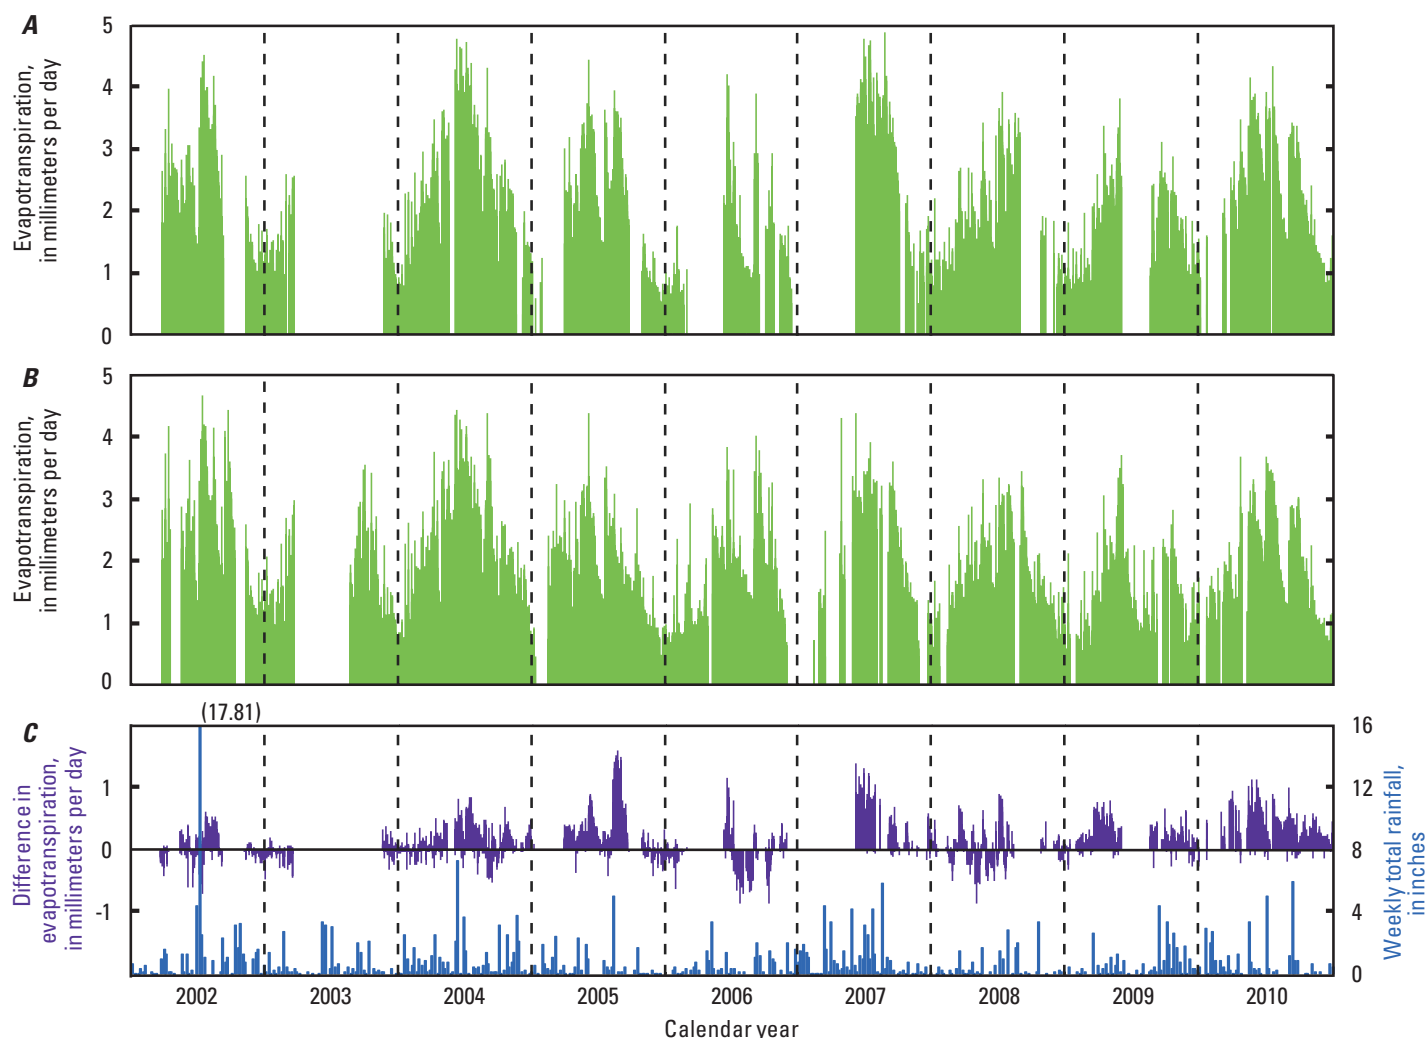 A
Evapotranspiration,
in millimeters per day
5
4
3
2
1
0
B
Evapotranspiration,
in millimeters per day
5
4
3
2
1
0
C
(17.81)
Difference in
evapotranspiration,
in millimeters per day
1
0
-1
16
12
8
4
0
Weekly total rainfall,
in inches
2002 2003 2004 2005 2006 2007 2008 2009 2010
Calendar year